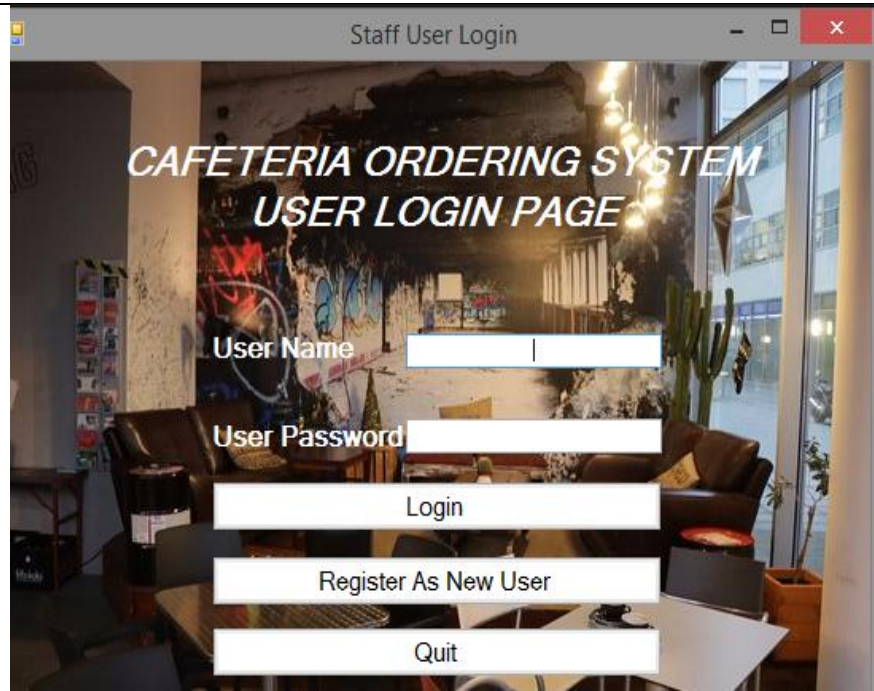 Staff User Login
CAFETERIA ORDERING SYSTEM
USER LOGIN PAGE
User Name
User Password
Login
Register As New User
Quit